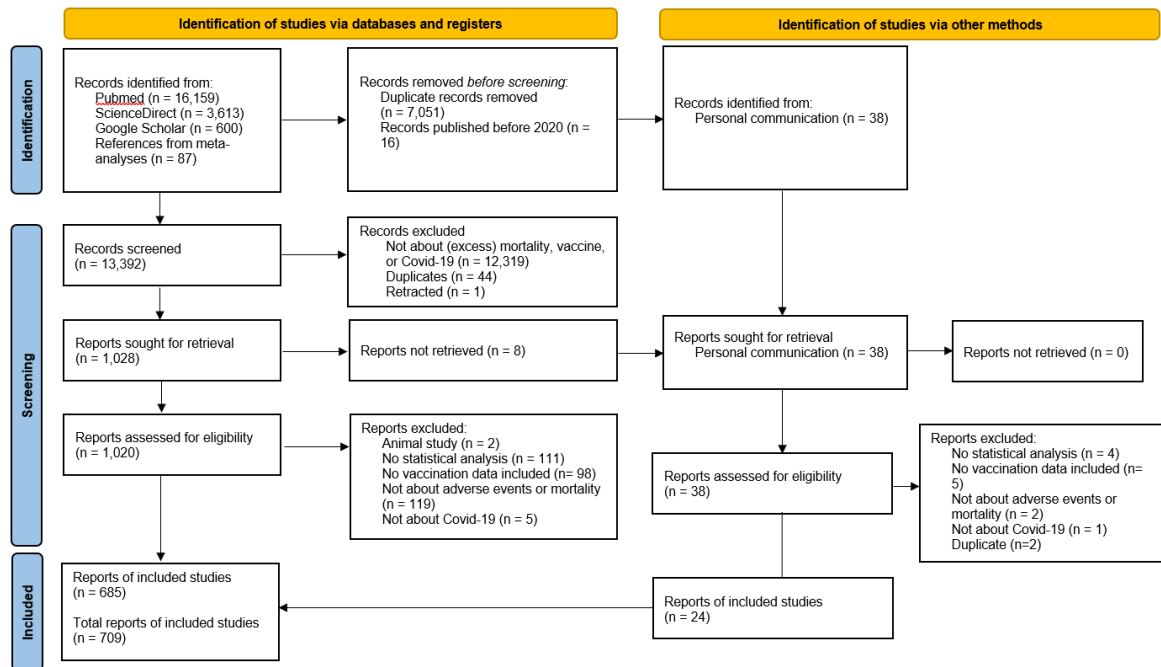 Identification of studies via databases and registers
Identification of studies via other methods
Identification
Records identified from:
Pubmed (n = 16,159)
ScienceDirect (n = 3,613)
Google Scholar (n = 600)
References from meta-
analyses (n = 87)
Records removed before screening:
Duplicate records removed
(n = 7,051)
Records published before 2020 (n =
16)
Records identified from:
Personal communication (n = 38)
Screening
Records screened
(n = 13,392)
Records excluded
Not about (excess) mortality, vaccine,
or Covid-19 (n = 12,319)
Duplicates (n = 44)
Retracted (n = 1)
Reports sought for retrieval
(n = 1,028)
Reports not retrieved (n = 8)
Reports sought for retrieval
Personal communication (n = 38)
Reports not retrieved (n = 0)
Reports assessed for eligibility
(n = 1,020)
Reports excluded:
Animal study (n = 2)
No statistical analysis (n = 111)
No vaccination data included (n= 98)
Not about adverse events or mortality
(n = 119)
Not about Covid-19 (n = 5)
Reports assessed for eligibility
(n = 38)
Reports excluded:
No statistical analysis (n = 4)
No vaccination data included (n=
5)
Not about adverse events or
mortality (n = 2)
Not about Covid-19 (n = 1)
Duplicate (n=2)
Included
Reports of included studies
(n = 685)
Total reports of included studies
(n = 709)
Reports of included studies
(n = 24)